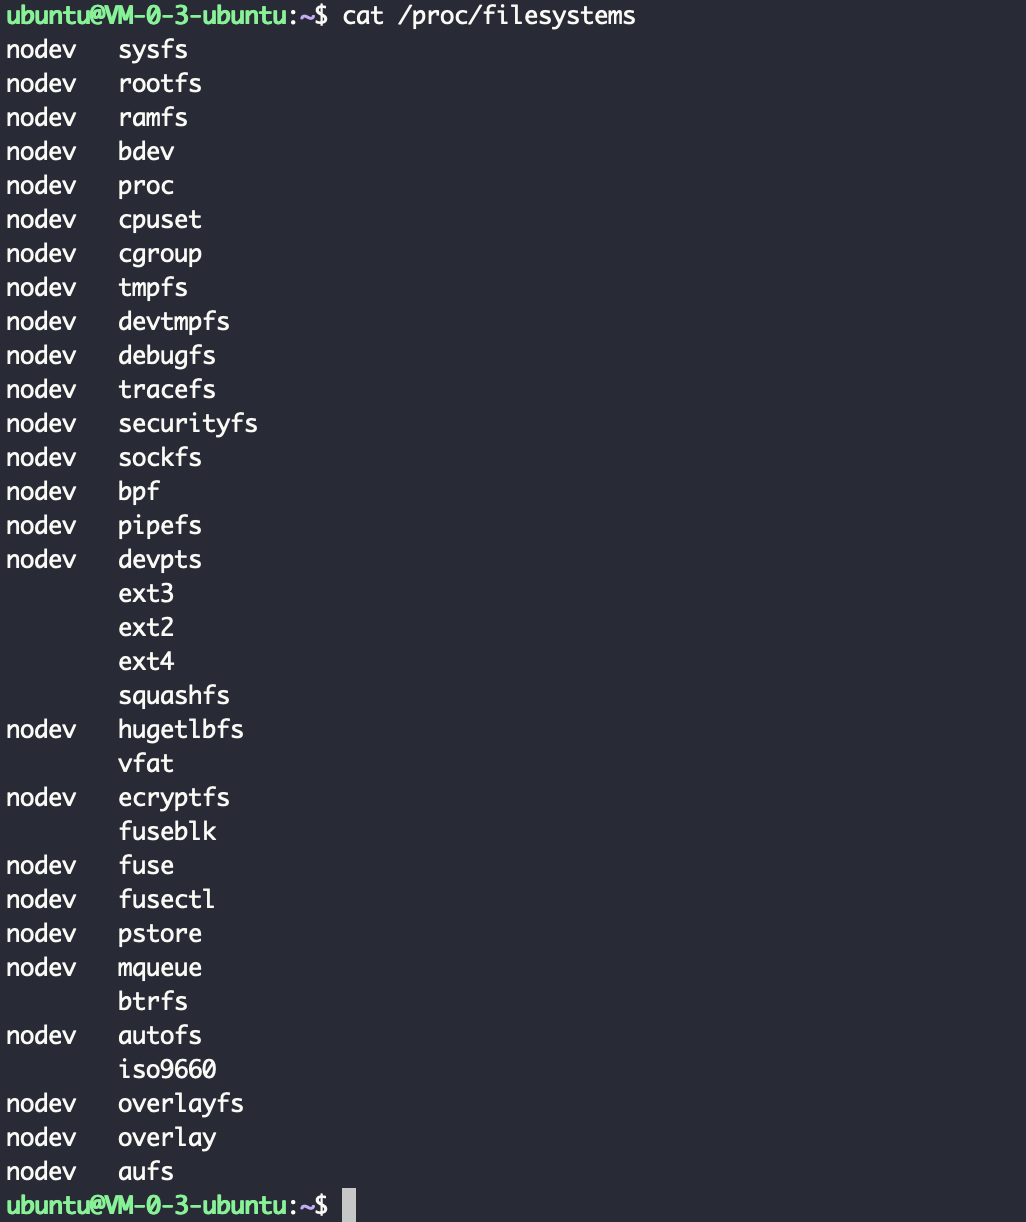 ubuntu@VM-0-3-ubuntu:~$ cat /proc/filesystems
nodev   sysfs
nodev   rootfs
nodev   ramfs
nodev   bdev
nodev   proc
nodev   cpuset
nodev   cgroup
nodev   tmpfs
nodev   devtmpfs
nodev   debugfs
nodev   tracefs
nodev   securityfs
nodev   sockfs
nodev   bpf
nodev   pipefs
nodev   devpts
        ext3
        ext2
        ext4
        squashfs
nodev   hugetlbfs
        vfat
nodev   ecryptfs
        fuseblk
nodev   fuse
nodev   fusectl
nodev   pstore
nodev   mqueue
        btrfs
nodev   autofs
        iso9660
nodev   overlayfs
nodev   overlay
nodev   aufs
ubuntu@VM-0-3-ubuntu:~$